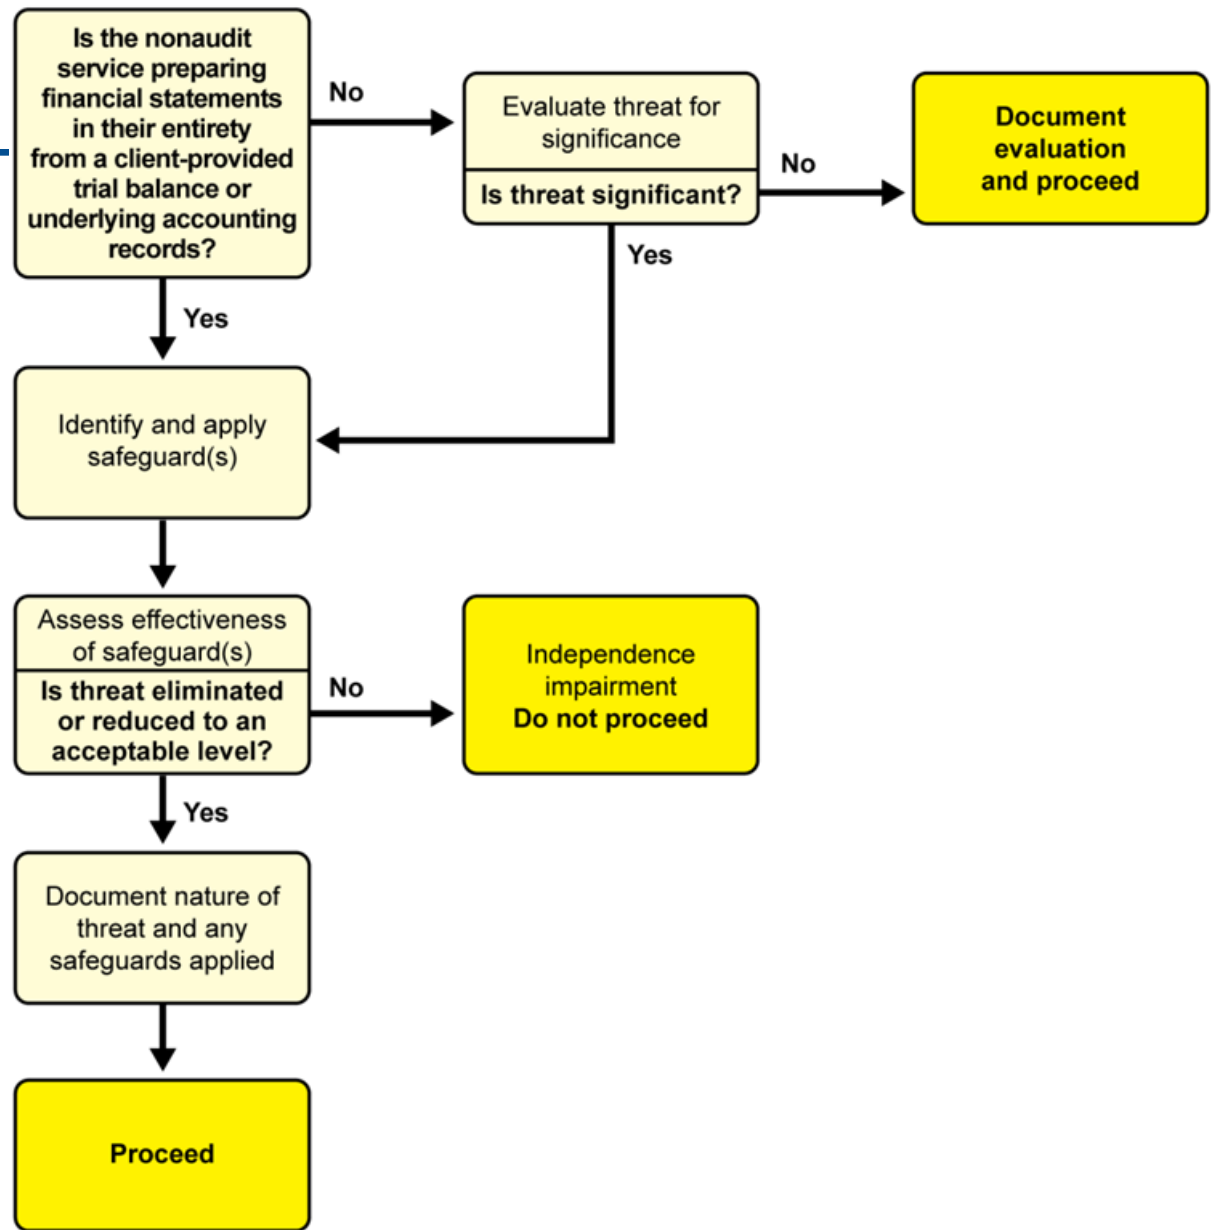 Is the nonaudit
service preparing
financial statements
in their entirety
from a client-provided
trial balance or
underlying accounting
records?
No
Evaluate threat for
significance
Is threat significant?
No
Document
evaluation
and proceed
Yes
Yes
Identify and apply
safeguard(s)
Assess effectiveness
of safeguard(s)
Is threat eliminated
or reduced to an
acceptable level?
No
Independence
impairment
Do not proceed
Yes
Document nature of
threat and any
safeguards applied
Proceed